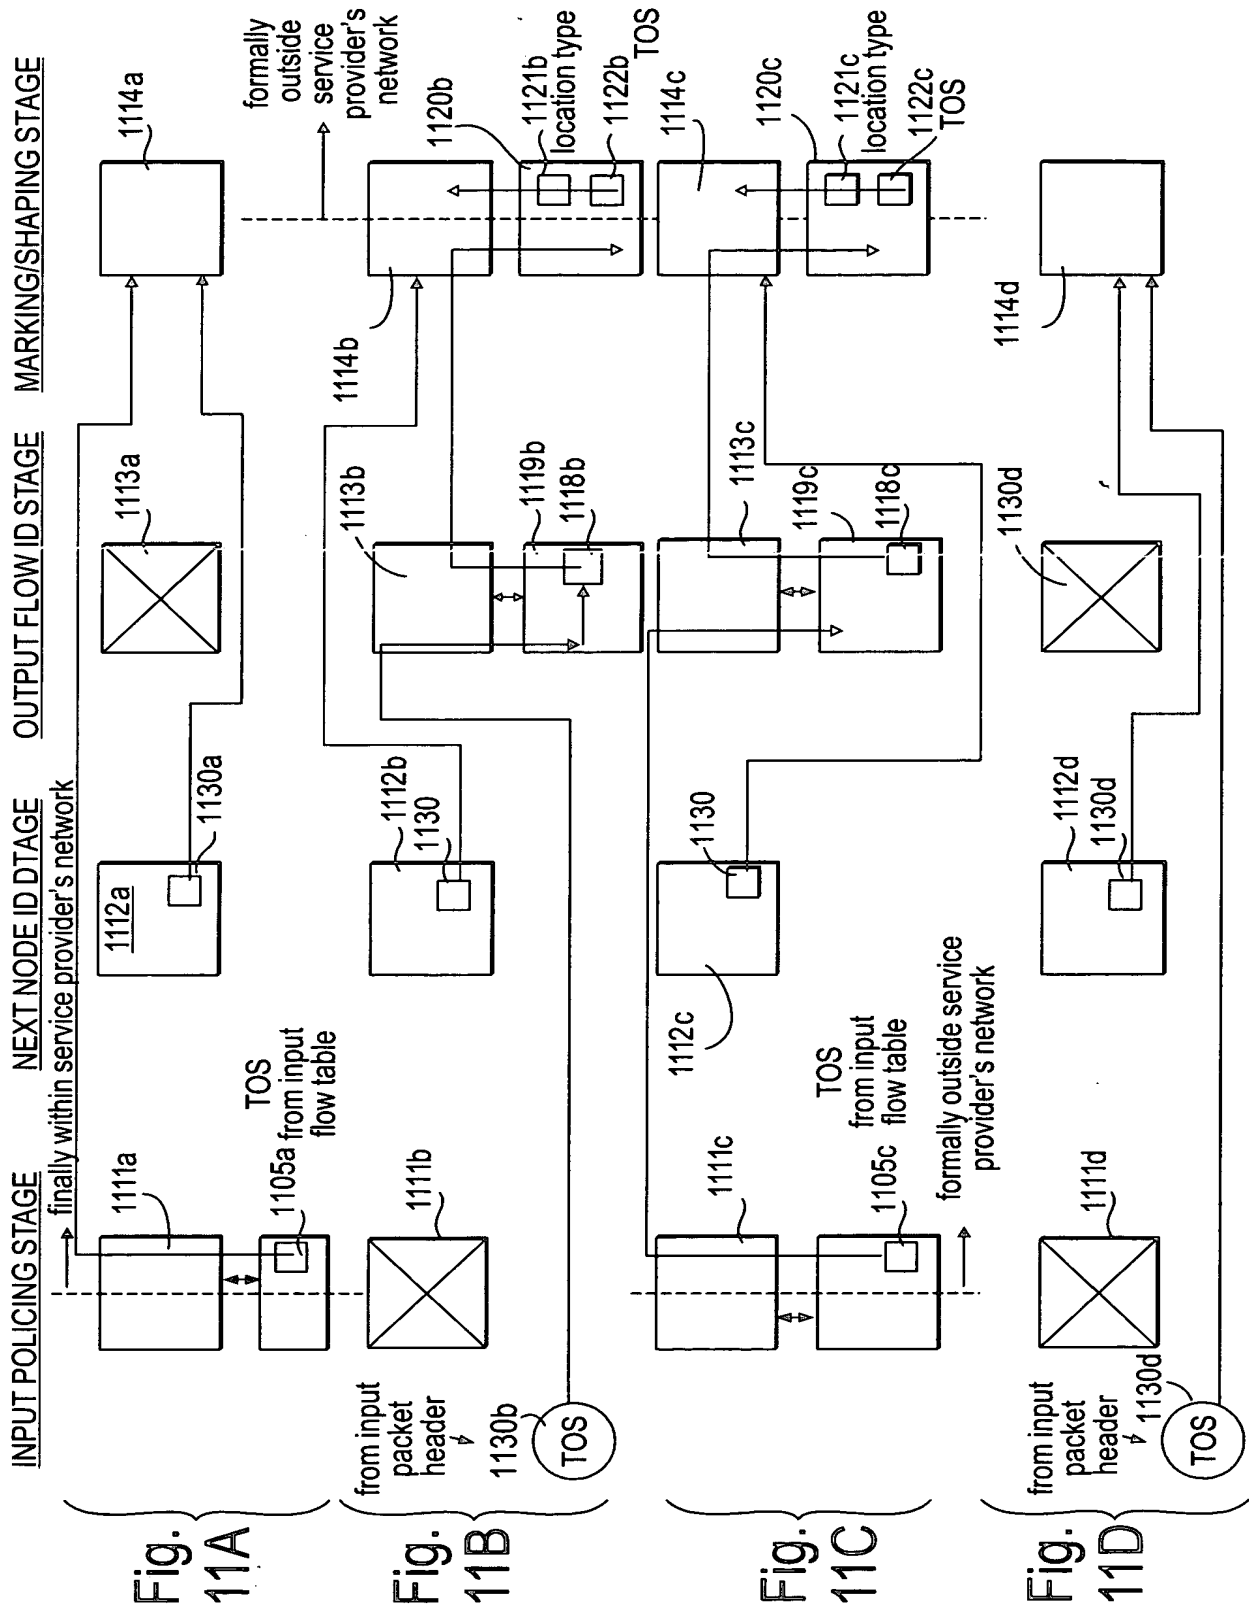 INPUT POLICING STAGE
NEXT NODE ID DTAGE
OUTPUT FLOW ID STAGE
MARKING/SHAPING STAGE
finally within service provider's network
Fig.
11A
1111a
1105a
TOS
from input
flow table
1112a
1130a
1113a
1114a
formally
outside
service
provider's
network
Fig.
11B
from input
packet
header
1130b
TOS
1111b
1112b
1130
1113b
1119b
1118b
1114b
1120b
1121b
location type
1122b
TOS
Fig.
11C
1111c
1105c
TOS
from input
flow table
formally outside service
provider's network
1112c
1130
1113c
1119c
1118c
1114c
1120c
1121c
location type
1122c
TOS
Fig.
11D
from input
packet
header
1130d
TOS
1111d
1112d
1130d
1130d
1114d